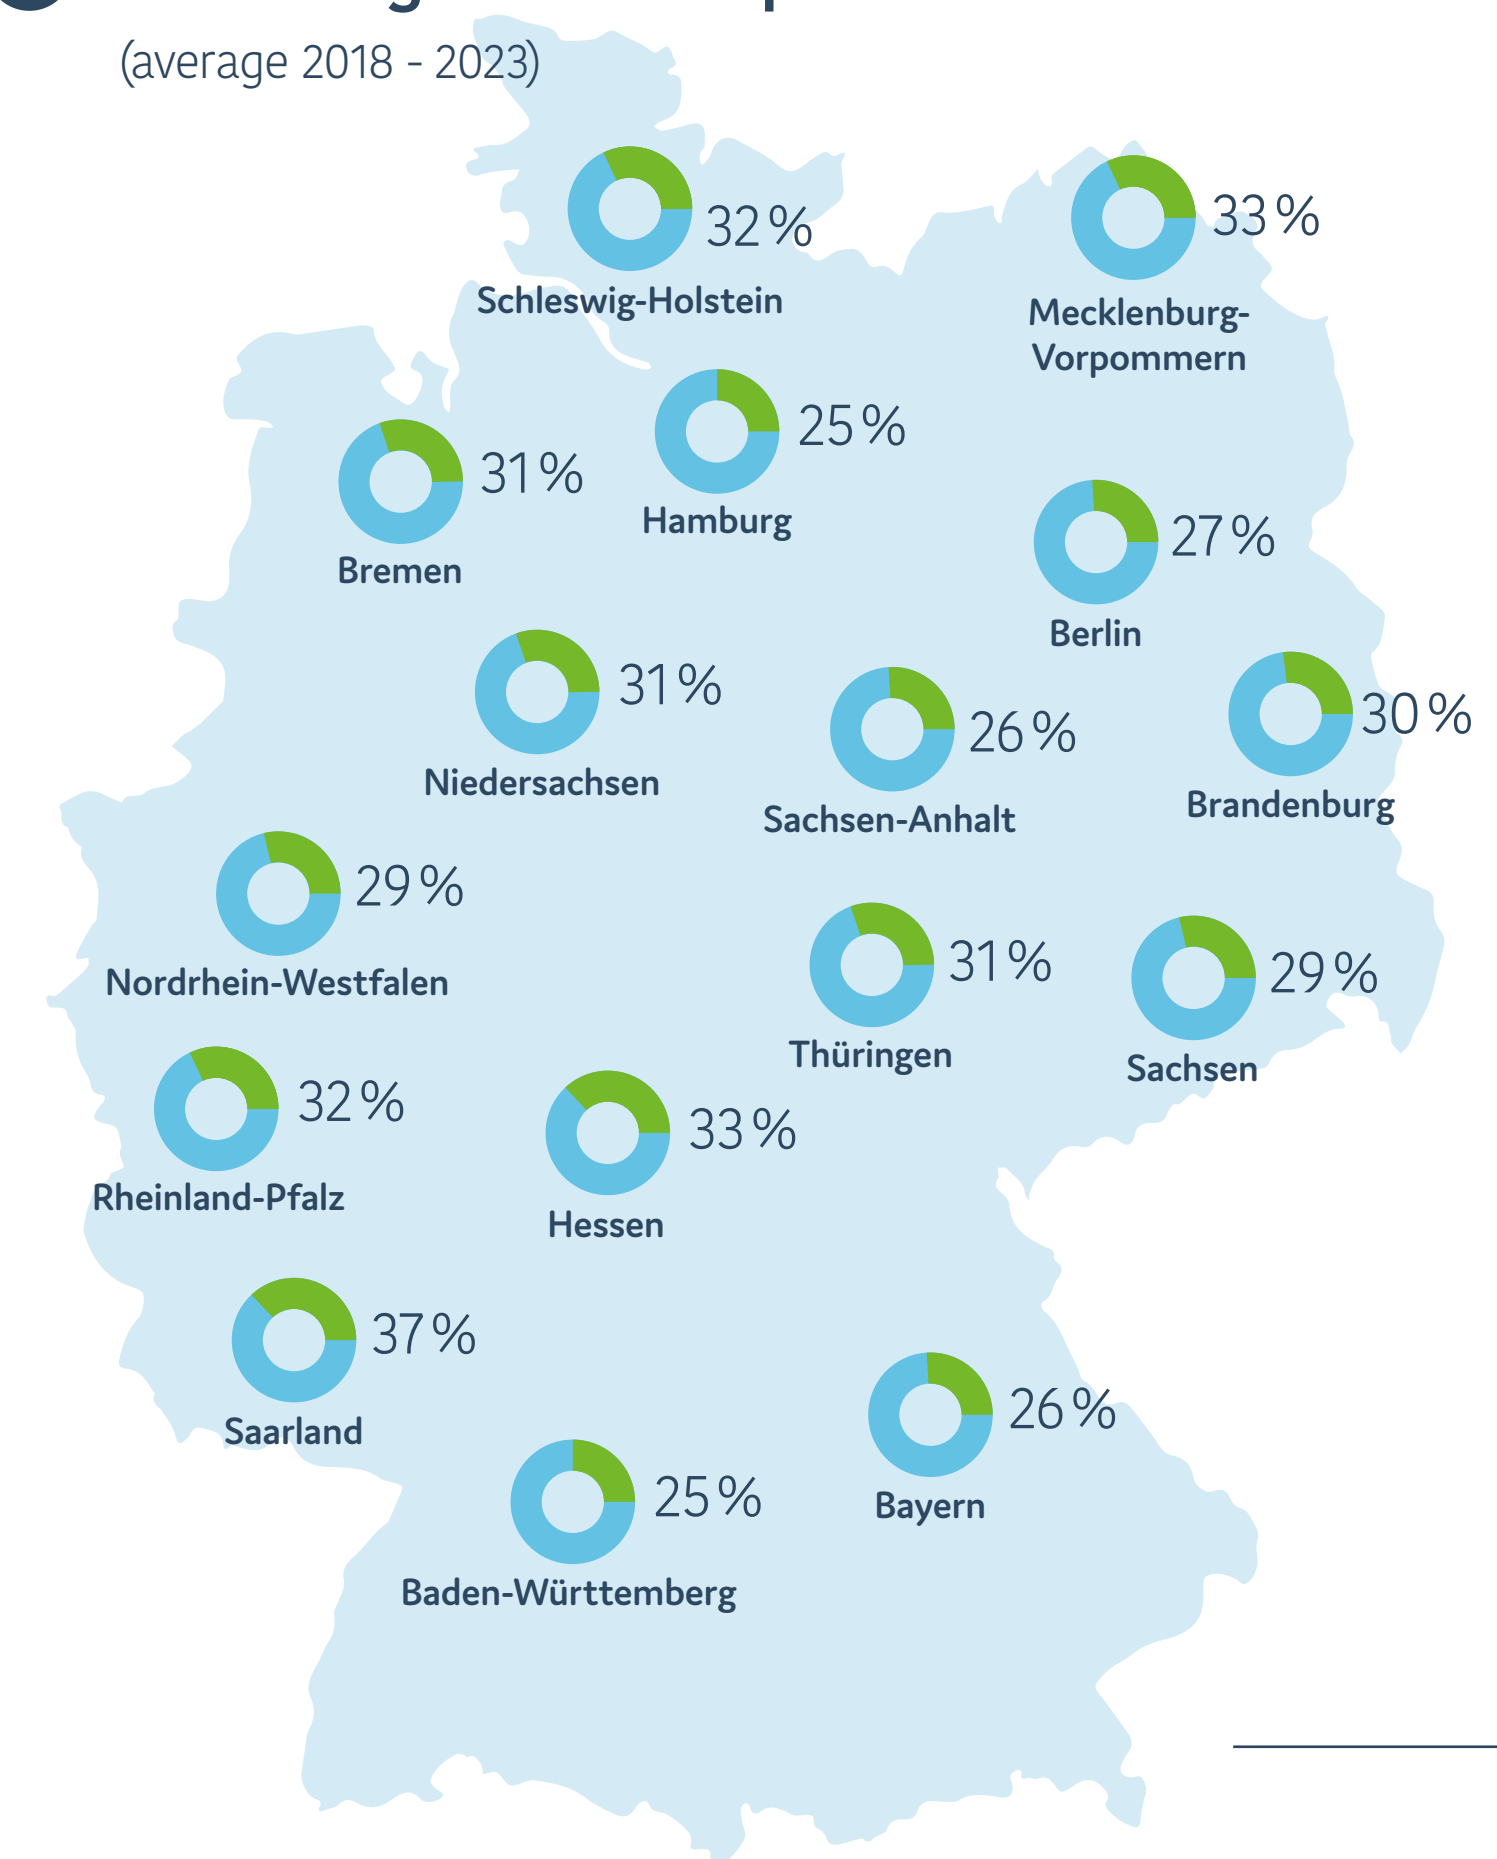 (average 2018 - 2023)
32 %
Schleswig-Holstein
33 %
Mecklenburg-
Vorpommern
25 %
Hamburg
31 %
Bremen
27 %
Berlin
31 %
Niedersachsen
26 %
Sachsen-Anhalt
30 %
Brandenburg
29 %
Nordrhein-Westfalen
31 %
Thüringen
29 %
Sachsen
32 %
Rheinland-Pfalz
33 %
Hessen
37 %
Saarland
26 %
Bayern
25 %
Baden-Württemberg